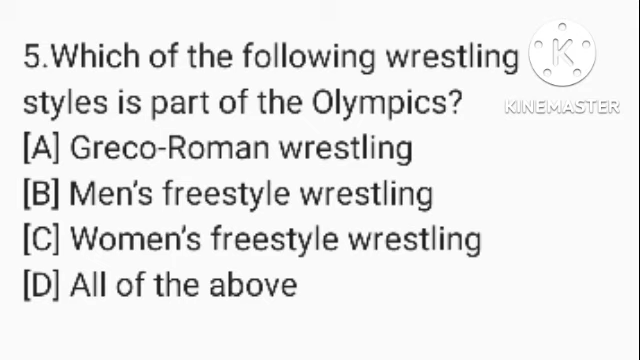 5.Which of the following wrestling
styles is part of the Olympics?
[A] Greco-Roman wrestling
[B] Men's freestyle wrestling
[C] Women's freestyle wrestling
[D] All of the above
K
KINEMASTER